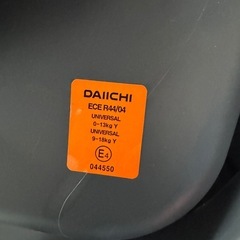 DAIICHI
ECE R44/04
UNIVERSAL
0-13kg Y
UNIVERSAL
9-18kg Y
E4
044550